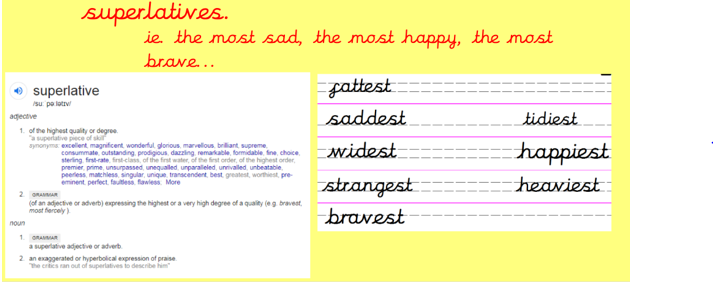 superlatives.
ie. the most sad, the most happy, the most
brave...
superlative
/suːˈpəːlətɪv/
adjective
1. of the highest quality or degree.
"a superlative piece of skill"
synonyms: excellent, magnificent, wonderful, glorious, marvellous, brilliant, supreme,
consummate, outstanding, prodigious, dazzling, remarkable, formidable, fine, choice,
sterling, first-rate, first-class, of the first water, of the first order, of the highest order,
premier, prime, unsurpassed, unequalled, unparalleled, unrivalled, unbeatable,
peerless, matchless, singular, unique, transcendent, best, greatest, worthiest, pre-
eminent, perfect, faultless, flawless; More
2. GRAMMAR
(of an adjective or adverb) expressing the highest or a very high degree of a quality (e.g. bravest,
most fiercely ).
noun
1. GRAMMAR
a superlative adjective or adverb.
2. an exaggerated or hyperbolical expression of praise.
"the critics ran out of superlatives to describe him"
fattest
saddest tidiest
widest happiest
strangest heaviest
bravest